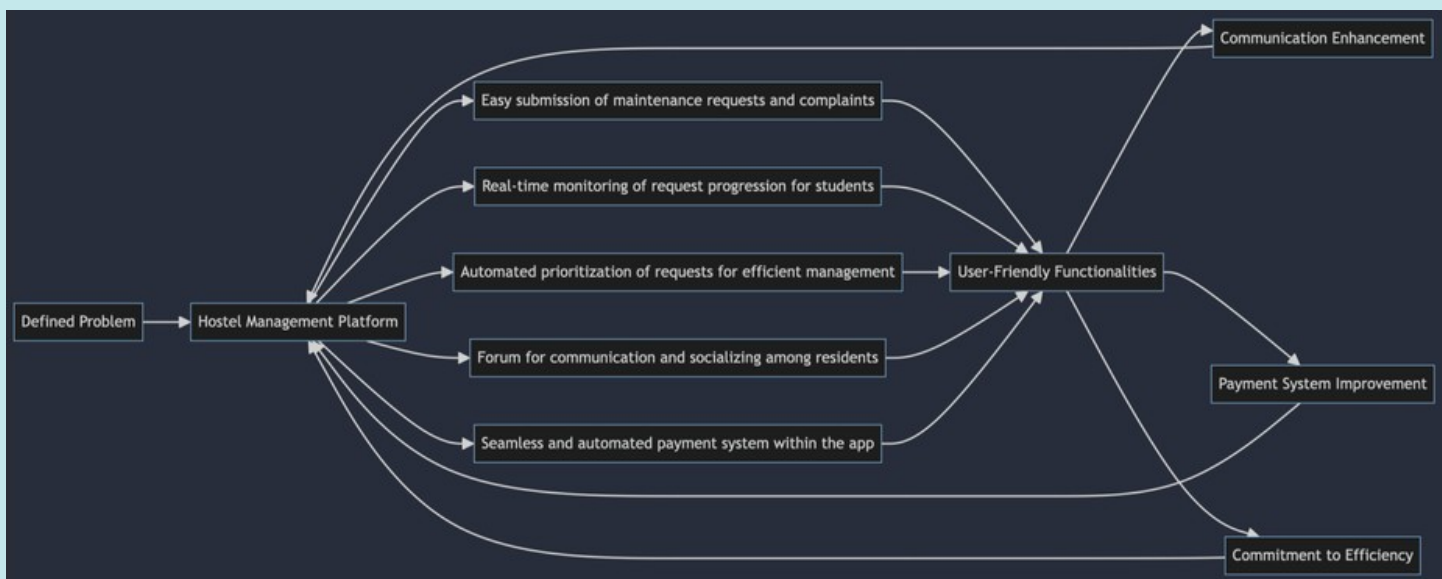 Defined Problem
Hostel Management Platform
Easy submission of maintenance requests and complaints
Real-time monitoring of request progression for students
Automated prioritization of requests for efficient management
Forum for communication and socializing among residents
Seamless and automated payment system within the app
User-Friendly Functionalities
Communication Enhancement
Payment System Improvement
Commitment to Efficiency